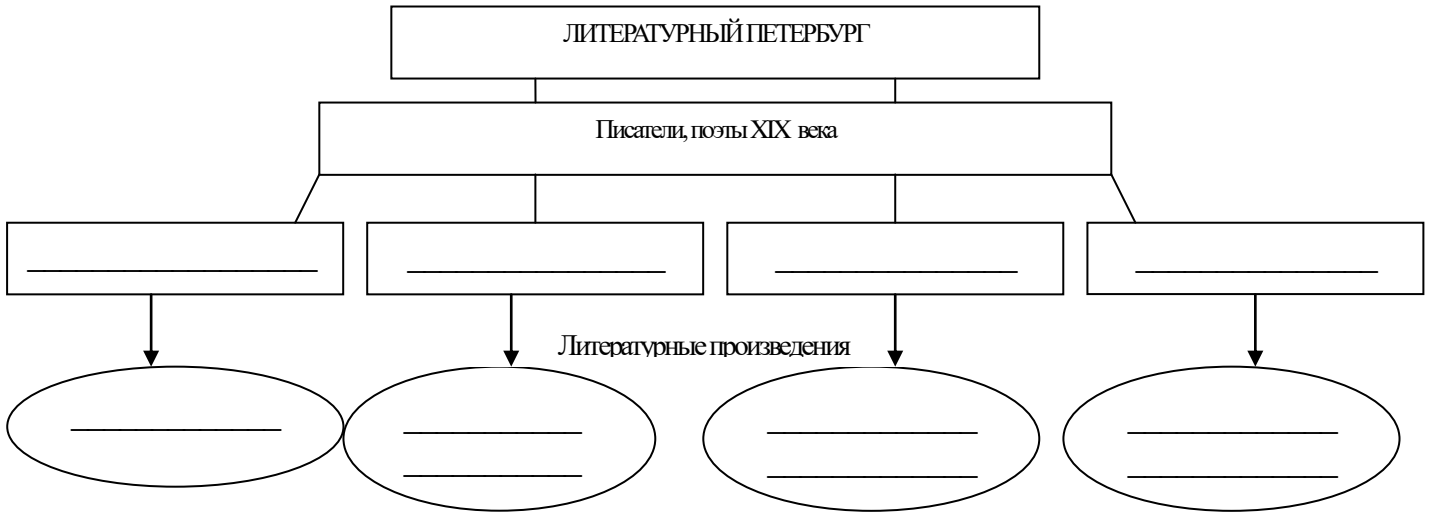 ЛИТЕРАТУРНЫЙ ПЕТЕРБУРГ
Писатели, поэты XIX века
Литературные произведения